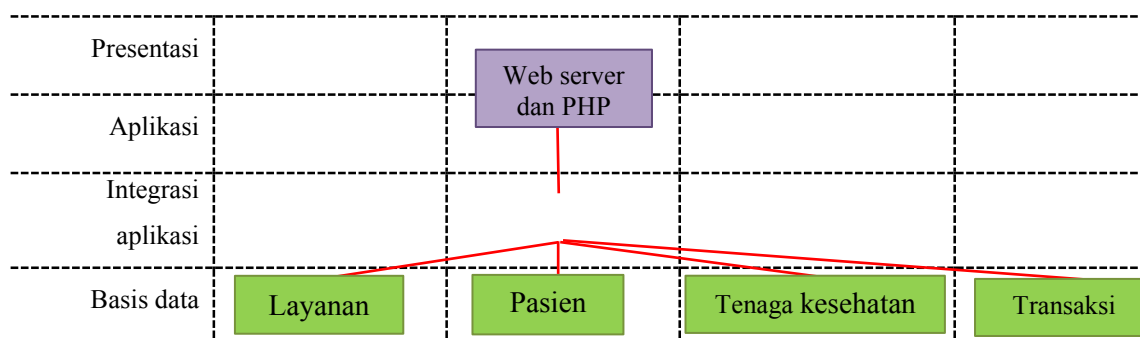 Presentasi
Web server
dan PHP
Aplikasi
Integrasi
aplikasi
Basis data
Layanan
Pasien
Tenaga kesehatan
Transaksi